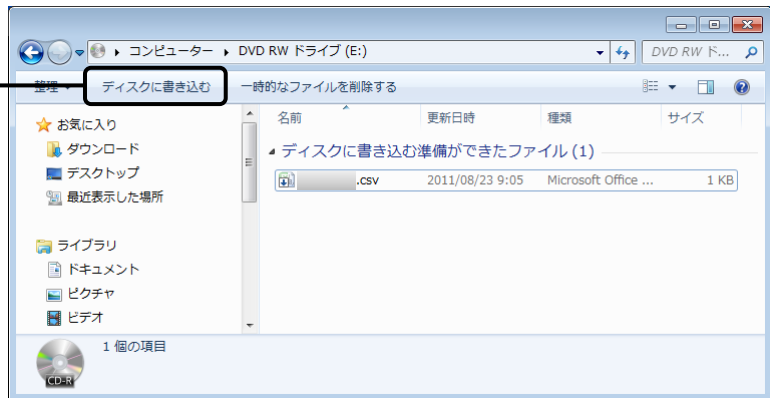 コンピューター ▸ DVD RW ドライブ (E:)
DVD RW ド...
整理
ディスクに書き込む
一時的なファイルを削除する
お気に入り
ダウンロード
デスクトップ
最近表示した場所
ライブラリ
ドキュメント
ピクチャ
ビデオ
名前 更新日時 種類 サイズ
ディスクに書き込む準備ができたファイル (1)
.csv 2011/08/23 9:05 Microsoft Office ... 1 KB
1 個の項目
CD-R